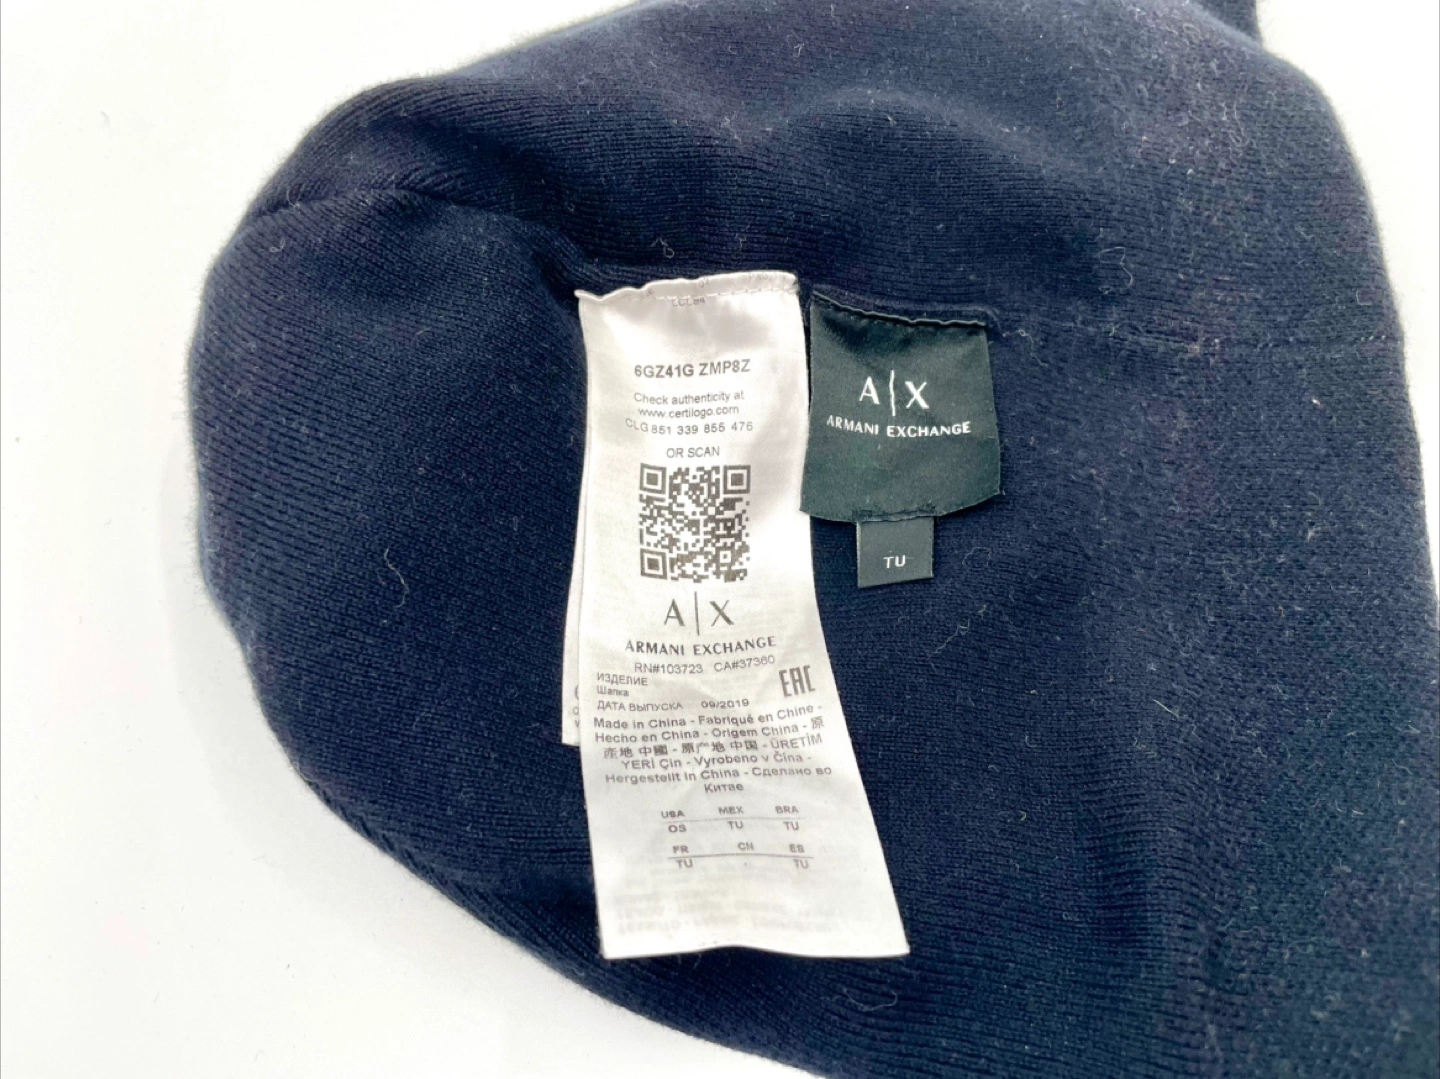 6GZ41G ZMP8Z
Check authenticity at
www.certilogo.com
CLG 851 339 855 476
OR SCAN
A|X
ARMANI EXCHANGE
RN#103723 CA#37360
ИЗДЕЛИЕ
Шапка
EAC
ДАТА ВЫПУСКА 09/2019
Made in China - Fabriqué en Chine -
Hecho en China - Origem China - 原
產地 中國 - 原产地 中国 - ÜRETİM
YERİ Çin - Vyrobeno v Čína -
Hergestellt in China - Сделано во
Китае
USA MEX BRA
OS TU TU
FR CN ES
TU - TU
A|X
ARMANI EXCHANGE
TU